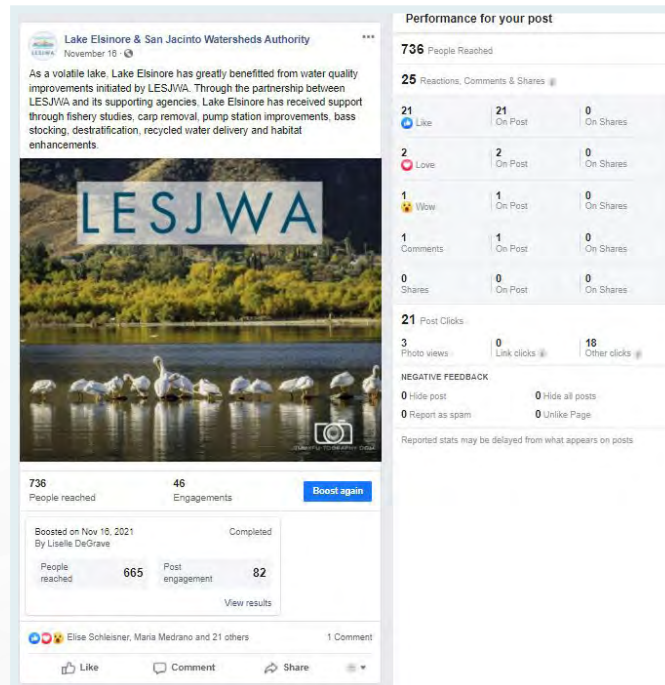 Lake Elsinore & San Jacinto Watersheds Authority
November 16 ·
LESJWA
As a volatile lake, Lake Elsinore has greatly benefitted from water quality
improvements initiated by LESJWA. Through the partnership between
LESJWA and its supporting agencies, Lake Elsinore has received support
through fishery studies, carp removal, pump station improvements, bass
stocking, destratification, recycled water delivery and habitat
enhancements.
LESJWA
736
People reached
46
Engagements
Boost again
Boosted on Nov 16, 2021
Completed
By Liselle DeGrave
People
reached
665
Post
engagement
82
View results
Elise Schleisner, Maria Medrano and 21 others
1 Comment
Like
Comment
Share
Performance for your post
736 People Reached
25 Reactions, Comments & Shares
21
Like
21
On Post
0
On Shares
2
Love
2
On Post
0
On Shares
1
Wow
1
On Post
0
On Shares
1
Comments
1
On Post
0
On Shares
0
Shares
0
On Post
0
On Shares
21 Post Clicks
3
Photo views
0
Link clicks
18
Other clicks
NEGATIVE FEEDBACK
0 Hide post
0 Hide all posts
0 Report as spam
0 Unlike Page
Reported stats may be delayed from what appears on posts